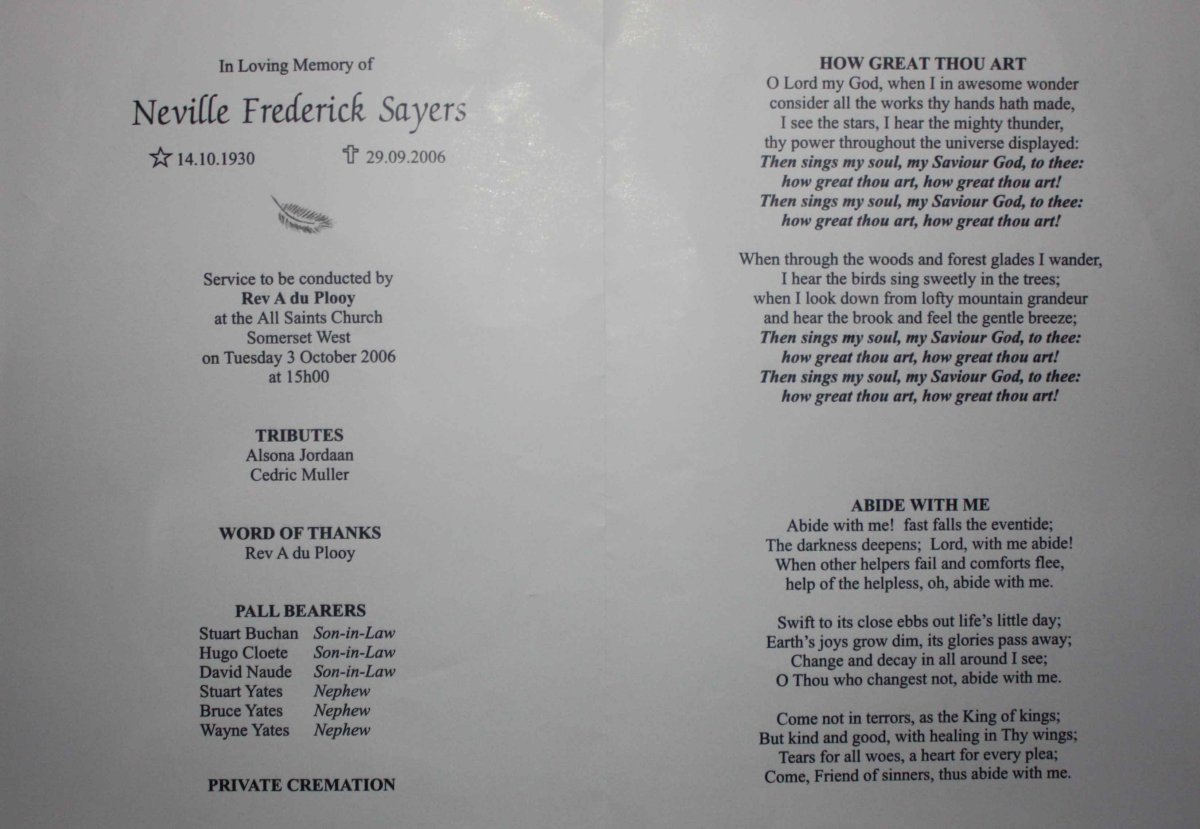 In Loving Memory of
Neville Frederick Sayers
14.10.1930 29.09.2006
Service to be conducted by
Rev A du Plooy
at the All Saints Church
Somerset West
on Tuesday 3 October 2006
at 15h00
TRIBUTES
Alsona Jordaan
Cedric Muller
WORD OF THANKS
Rev A du Plooy
PALL BEARERS
Stuart Buchan Son-in-Law
Hugo Cloete Son-in-Law
David Naude Son-in-Law
Stuart Yates Nephew
Bruce Yates Nephew
Wayne Yates Nephew
PRIVATE CREMATION
HOW GREAT THOU ART
O Lord my God, when I in awesome wonder
consider all the works thy hands hath made,
I see the stars, I hear the mighty thunder,
thy power throughout the universe displayed:
Then sings my soul, my Saviour God, to thee:
how great thou art, how great thou art!
Then sings my soul, my Saviour God, to thee:
how great thou art, how great thou art!
When through the woods and forest glades I wander,
I hear the birds sing sweetly in the trees;
when I look down from lofty mountain grandeur
and hear the brook and feel the gentle breeze;
Then sings my soul, my Saviour God, to thee:
how great thou art, how great thou art!
Then sings my soul, my Saviour God, to thee:
how great thou art, how great thou art!
ABIDE WITH ME
Abide with me! fast falls the eventide;
The darkness deepens; Lord, with me abide!
When other helpers fail and comforts flee,
help of the helpless, oh, abide with me.
Swift to its close ebbs out life's little day;
Earth's joys grow dim, its glories pass away;
Change and decay in all around I see;
O Thou who changest not, abide with me.
Come not in terrors, as the King of kings;
But kind and good, with healing in Thy wings;
Tears for all woes, a heart for every plea;
Come, Friend of sinners, thus abide with me.